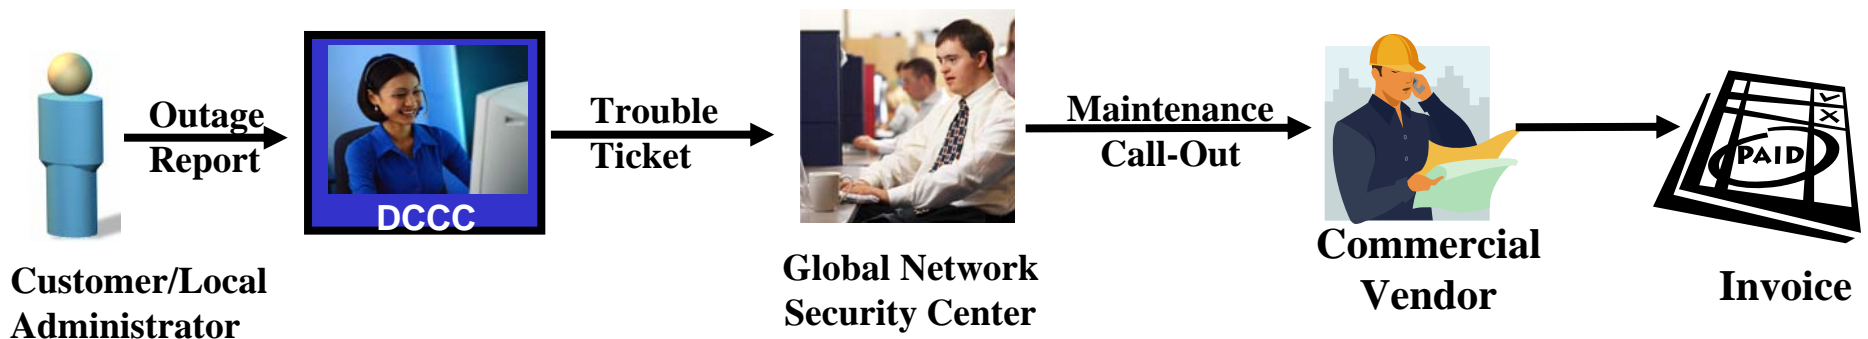 Outage
Report
Customer/Local
Administrator
DCCC
Trouble
Ticket
Global Network
Security Center
Maintenance
Call-Out
Commercial
Vendor
PAID
Invoice